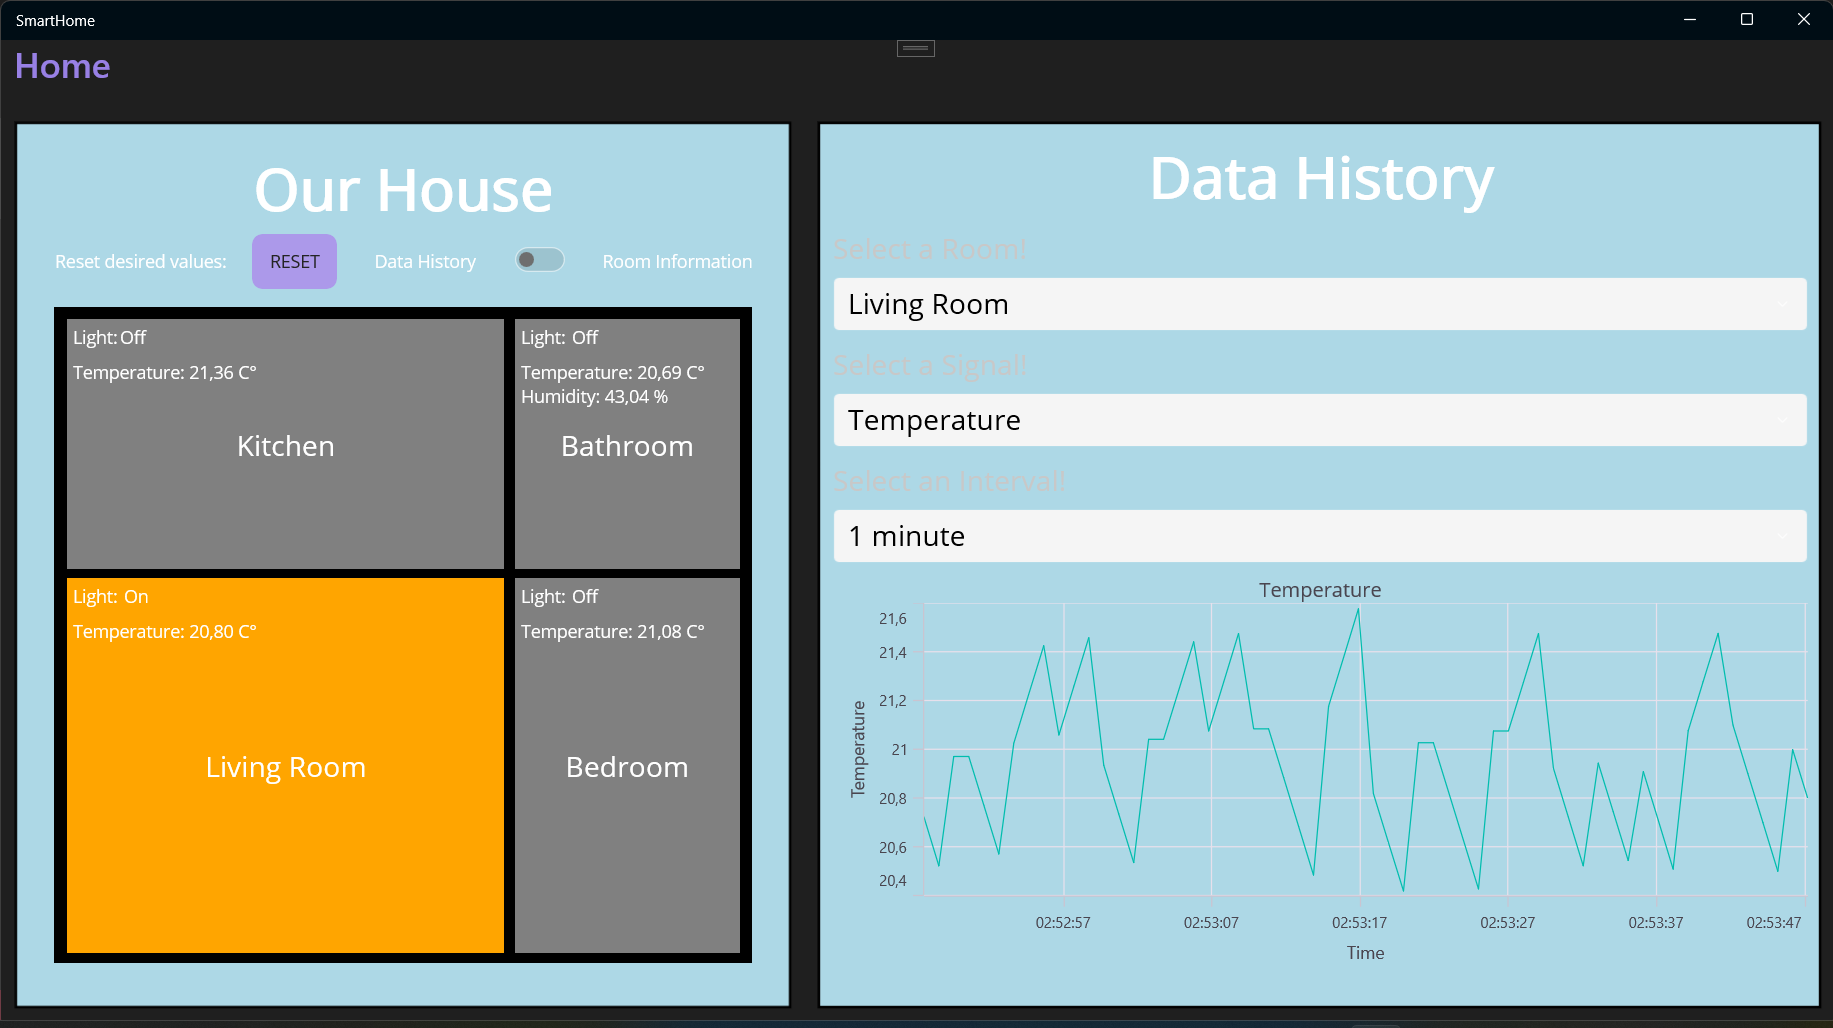 SmartHome
Home
Our House
Reset desired values:
RESET
Data History
Room Information
Light: Off
Temperature: 21,36 C°
Kitchen
Light: Off
Temperature: 20,69 C°
Humidity: 43,04 %
Bathroom
Light: On
Temperature: 20,80 C°
Living Room
Light: Off
Temperature: 21,08 C°
Bedroom
Data History
Select a Room!
Living Room
Select a Signal!
Temperature
Select an Interval!
1 minute
Temperature
Temperature
21,6
21,4
21,2
21
20,8
20,6
20,4
02:52:57
02:53:07
02:53:17
02:53:27
02:53:37
02:53:47
Time